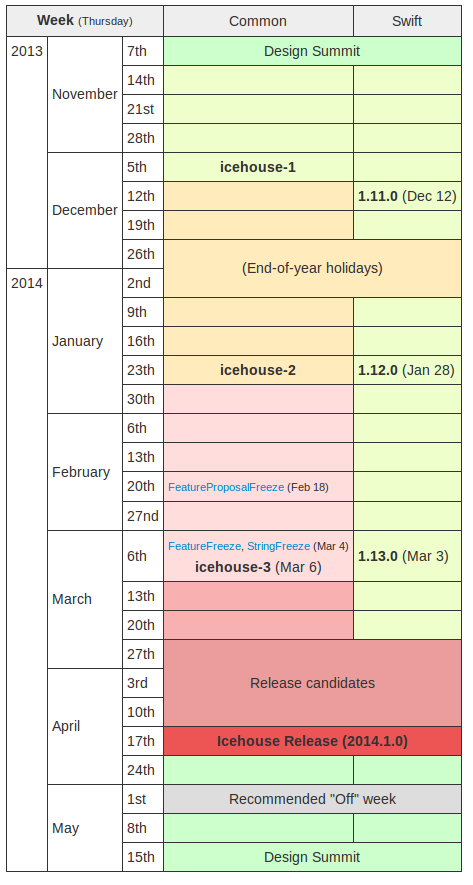 Week (Thursday) Common Swift
2013 November 7th Design Summit
14th
21st
28th
December 5th icehouse-1
12th 1.11.0 (Dec 12)
19th
26th (End-of-year holidays)
2014 January 2nd
9th
16th
23th icehouse-2 1.12.0 (Jan 28)
30th
February 6th
13th
20th FeatureProposalFreeze (Feb 18)
27nd
March 6th FeatureFreeze, StringFreeze (Mar 4) 1.13.0 (Mar 3)
icehouse-3 (Mar 6)
13th
20th
27th
April 3rd Release candidates
10th
17th Icehouse Release (2014.1.0)
24th
May 1st Recommended "Off" week
8th
15th Design Summit